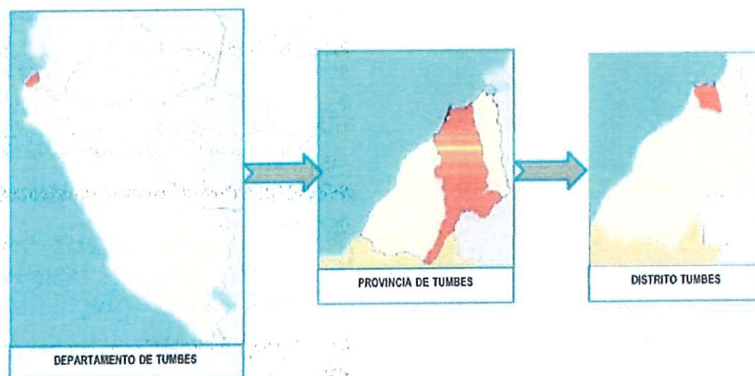 DEPARTAMENTO DE TUMBES
PROVINCIA DE TUMBES
DISTRITO TUMBES